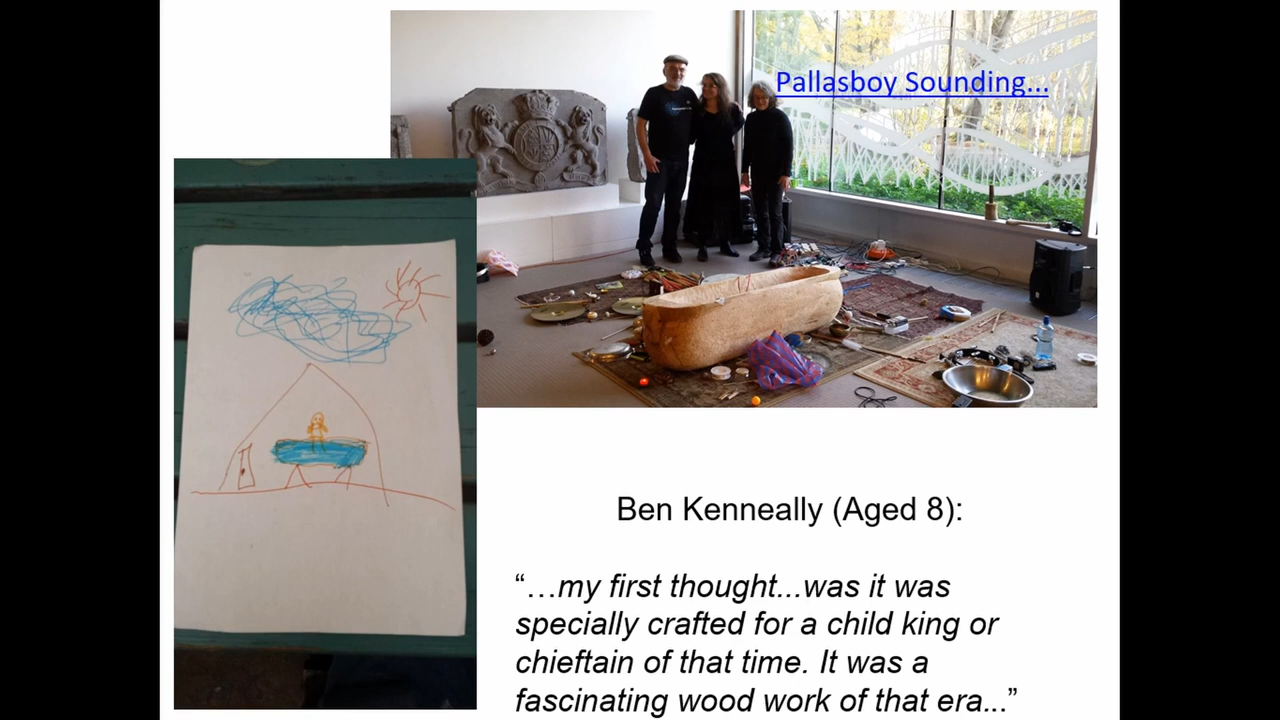 Pallasboy Sounding...
Ben Kenneally (Aged 8):
“…my first thought...was it was
specially crafted for a child king or
chieftain of that time. It was a
fascinating wood work of that era...”